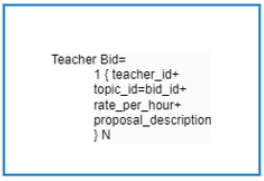 Teacher Bid=
1 { teacher_id+
topic_id=bid_id+
rate_per_hour+
proposal_description
} N